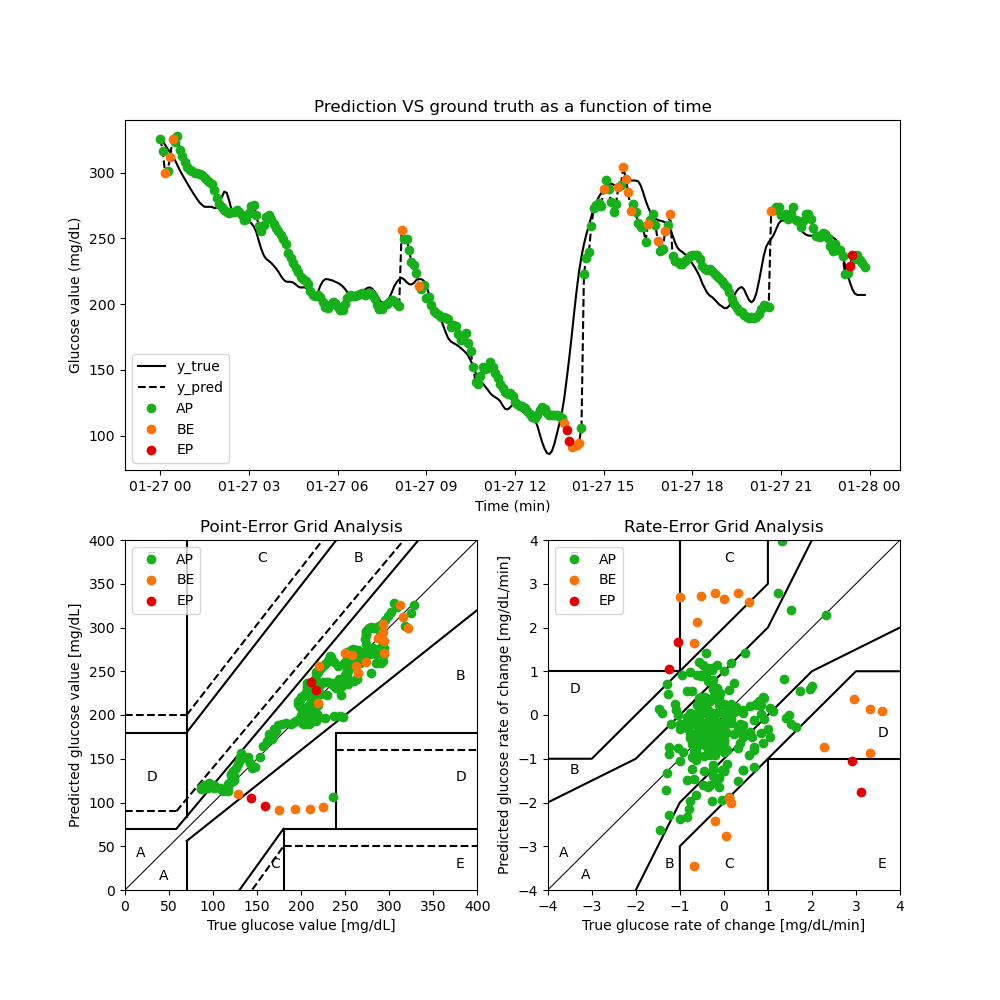 Prediction VS ground truth as a function of time
Glucose value (mg/dL)
300
250
200
150
100
y_true
y_pred
AP
BE
EP
01-27 00 01-27 03 01-27 06 01-27 09 01-27 12 01-27 15 01-27 18 01-27 21 01-28 00
Time (min)
Point-Error Grid Analysis
Predicted glucose value [mg/dL]
400
350
300
250
200
150
100
50
0
AP
BE
EP
C
B
B
D
D
A
A
C
E
0 50 100 150 200 250 300 350 400
True glucose value [mg/dL]
Rate-Error Grid Analysis
Predicted glucose rate of change [mg/dL/min]
4
3
2
1
0
−1
−2
−3
−4
AP
BE
EP
C
D
D
B
A
A
B
C
E
−4 −3 −2 −1 0 1 2 3 4
True glucose rate of change [mg/dL/min]